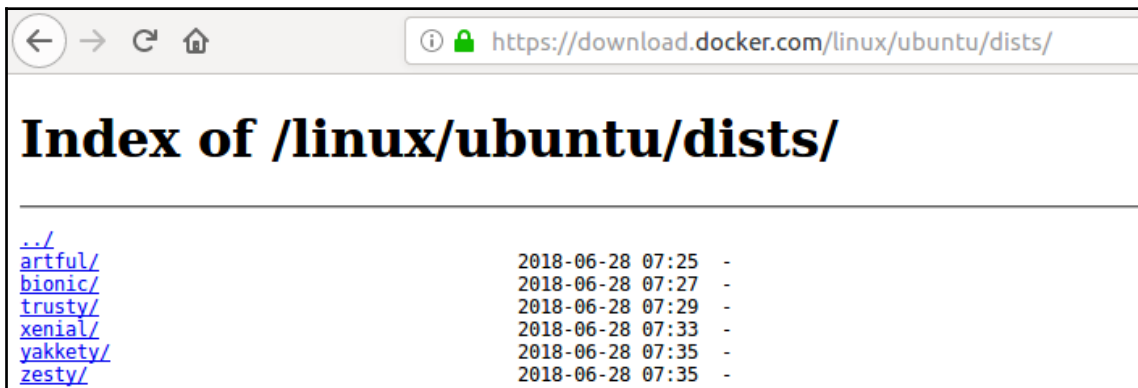 https://download.docker.com/linux/ubuntu/dists/
Index of /linux/ubuntu/dists/
../
artful/ 2018-06-28 07:25 -
bionic/ 2018-06-28 07:27 -
trusty/ 2018-06-28 07:29 -
xenial/ 2018-06-28 07:33 -
yakkety/ 2018-06-28 07:35 -
zesty/ 2018-06-28 07:35 -